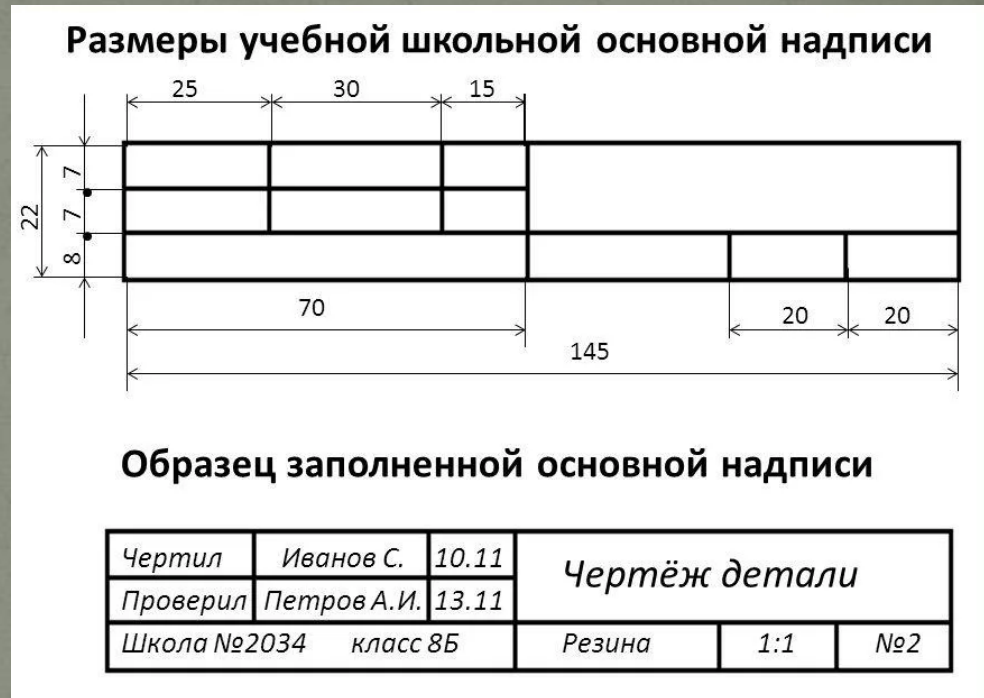 Размеры учебной школьной основной надписи
25 30 15
7
7
22
8
70
20 20
145
Образец заполненной основной надписи
Чертил Иванов С. 10.11
Чертёж детали
Проверил Петров А.И. 13.11
Школа №2034 класс 8Б Резина 1:1 №2